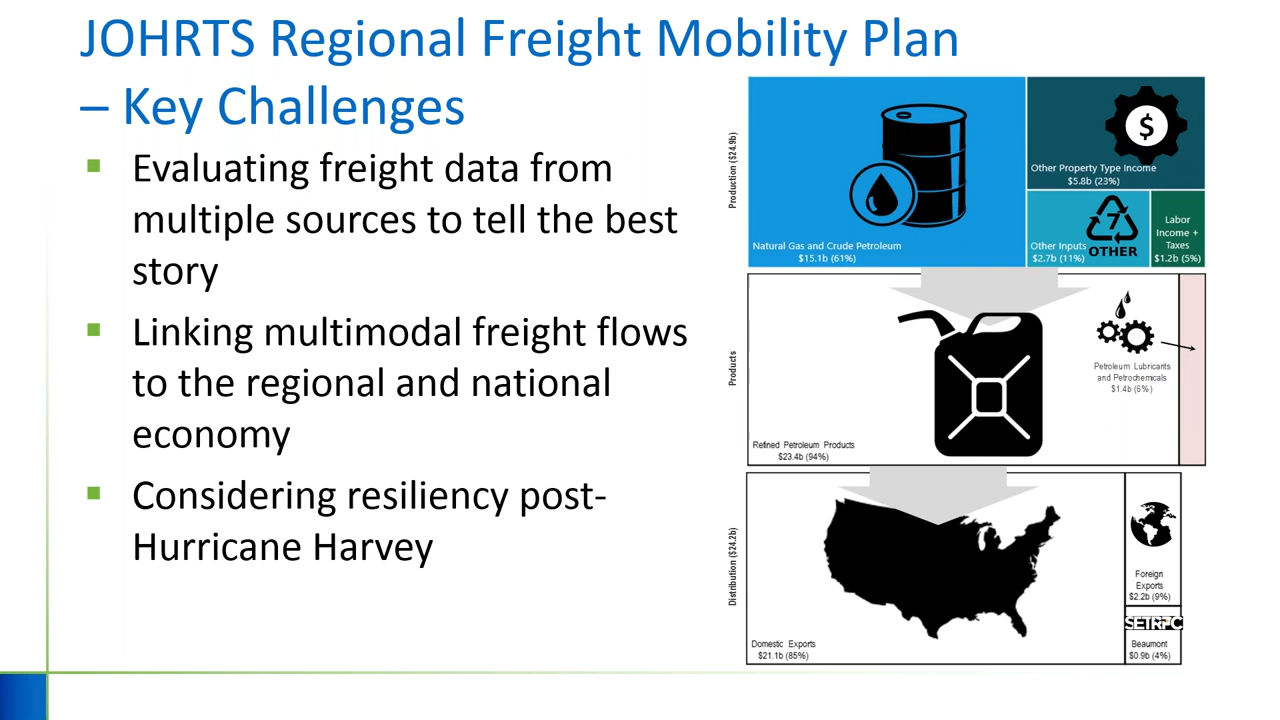 JOHRTS Regional Freight Mobility Plan
– Key Challenges
Evaluating freight data from
multiple sources to tell the best
story
Linking multimodal freight flows
to the regional and national
economy
Considering resiliency post-
Hurricane Harvey
Production ($24.9b)
Natural Gas and Crude Petroleum
$15.1b (61%)
$
Other Property Type Income
$5.8b (23%)
7
OTHER
Other Inputs
$2.7b (11%)
Labor
Income +
Taxes
$1.2b (5%)
Products
Refined Petroleum Products
$23.4b (94%)
Petroleum Lubricants
and Petrochemicals
$1.4b (6%)
Distribution ($24.2b)
Domestic Exports
$21.1b (85%)
Foreign
Exports
$2.2b (9%)
SETRPC
Beaumont
$0.9b (4%)